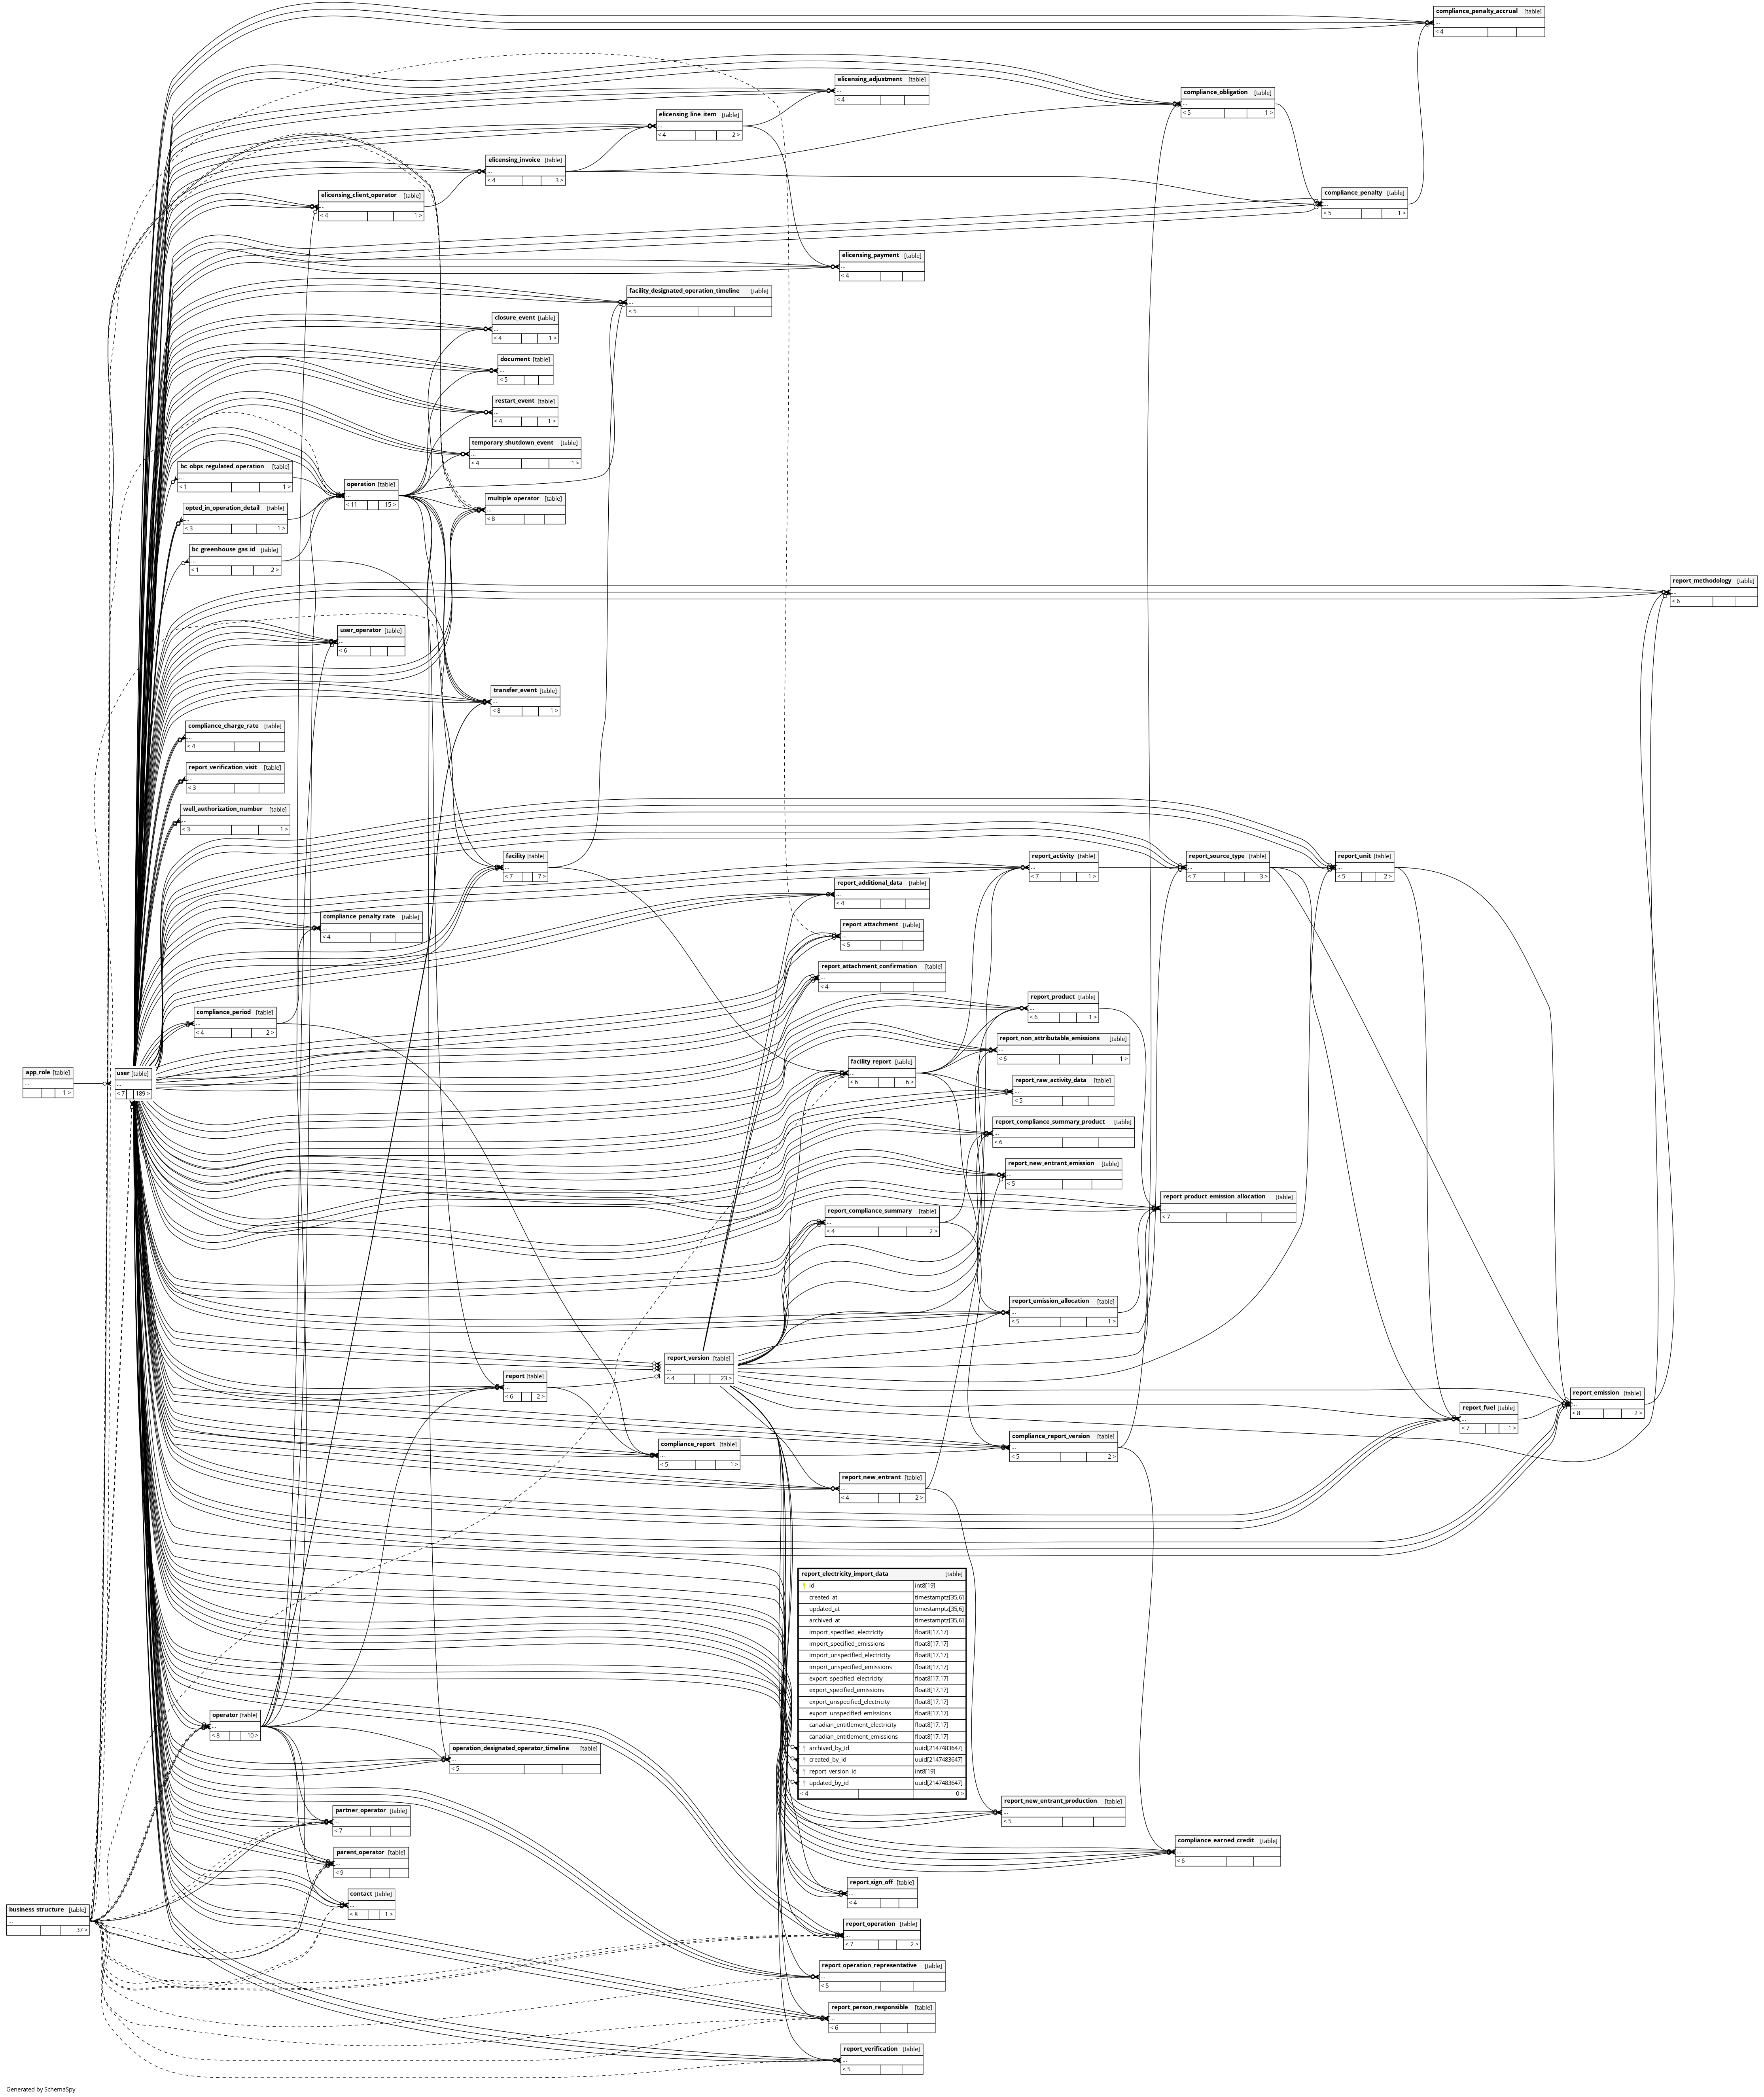 compliance_penalty_accrual [table]
...
< 4
elicensing_adjustment [table]
...
< 4
compliance_obligation [table]
...
< 5 1 >
elicensing_line_item [table]
...
< 4 2 >
elicensing_invoice [table]
...
< 4 3 >
elicensing_client_operator [table]
...
< 4 1 >
compliance_penalty [table]
...
< 5 1 >
elicensing_payment [table]
...
< 4
facility_designated_operation_timeline [table]
...
< 5
closure_event [table]
...
< 4 1 >
document [table]
...
< 5
restart_event [table]
...
< 4 1 >
temporary_shutdown_event [table]
...
< 4 1 >
bc_obps_regulated_operation [table]
...
< 1 1 >
operation [table]
...
< 11 15 >
multiple_operator [table]
...
< 8
opted_in_operation_detail [table]
...
< 3 1 >
bc_greenhouse_gas_id [table]
...
< 1 2 >
report_methodology [table]
...
< 6
user_operator [table]
...
< 6
transfer_event [table]
...
< 8 1 >
compliance_charge_rate [table]
...
< 4
report_verification_visit [table]
...
< 3
well_authorization_number [table]
...
< 3 1 >
facility [table]
...
< 7 7 >
report_activity [table]
...
< 7 1 >
report_source_type [table]
...
< 7 3 >
report_unit [table]
...
< 5 2 >
report_additional_data [table]
...
< 4
compliance_penalty_rate [table]
...
< 4
report_attachment [table]
...
< 5
report_attachment_confirmation [table]
...
< 4
report_product [table]
...
< 6 1 >
compliance_period [table]
...
< 4 2 >
report_non_attributable_emissions [table]
...
< 6 1 >
facility_report [table]
...
< 6 6 >
app_role [table]
...
1 >
user [table]
...
< 7 189 >
report_raw_activity_data [table]
...
< 5
report_compliance_summary_product [table]
...
< 6
report_new_entrant_emission [table]
...
< 5
report_product_emission_allocation [table]
...
< 7
report_compliance_summary [table]
...
< 4 2 >
report_emission_allocation [table]
...
< 5 1 >
report_version [table]
...
< 4 23 >
report [table]
...
< 6 2 >
report_emission [table]
...
< 8 2 >
report_fuel [table]
...
< 7 1 >
compliance_report_version [table]
...
< 5 2 >
compliance_report [table]
...
< 5 1 >
report_new_entrant [table]
...
< 4 2 >
report_electricity_import_data [table]
id int8[19]
created_at timestamptz[35,6]
updated_at timestamptz[35,6]
archived_at timestamptz[35,6]
import_specified_electricity float8[17,17]
import_specified_emissions float8[17,17]
import_unspecified_electricity float8[17,17]
import_unspecified_emissions float8[17,17]
export_specified_electricity float8[17,17]
export_specified_emissions float8[17,17]
export_unspecified_electricity float8[17,17]
export_unspecified_emissions float8[17,17]
canadian_entitlement_electricity float8[17,17]
canadian_entitlement_emissions float8[17,17]
archived_by_id uuid[2147483647]
created_by_id uuid[2147483647]
report_version_id int8[19]
updated_by_id uuid[2147483647]
< 4 0 >
operator [table]
...
< 8 10 >
operation_designated_operator_timeline [table]
...
< 5
report_new_entrant_production [table]
...
< 5
partner_operator [table]
...
< 7
compliance_earned_credit [table]
...
< 6
parent_operator [table]
...
< 9
report_sign_off [table]
...
< 4
contact [table]
...
< 8 1 >
business_structure [table]
...
37 >
report_operation [table]
...
< 7 2 >
report_operation_representative [table]
...
< 5
report_person_responsible [table]
...
< 6
report_verification [table]
...
< 5
Generated by SchemaSpy